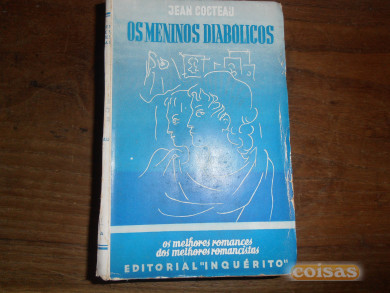 JEAN COCTEAU
OS MENINOS DIABOLICOS
os melhores romances
dos melhores romancistas
EDITORIAL "INQUÉRITO"
coisas